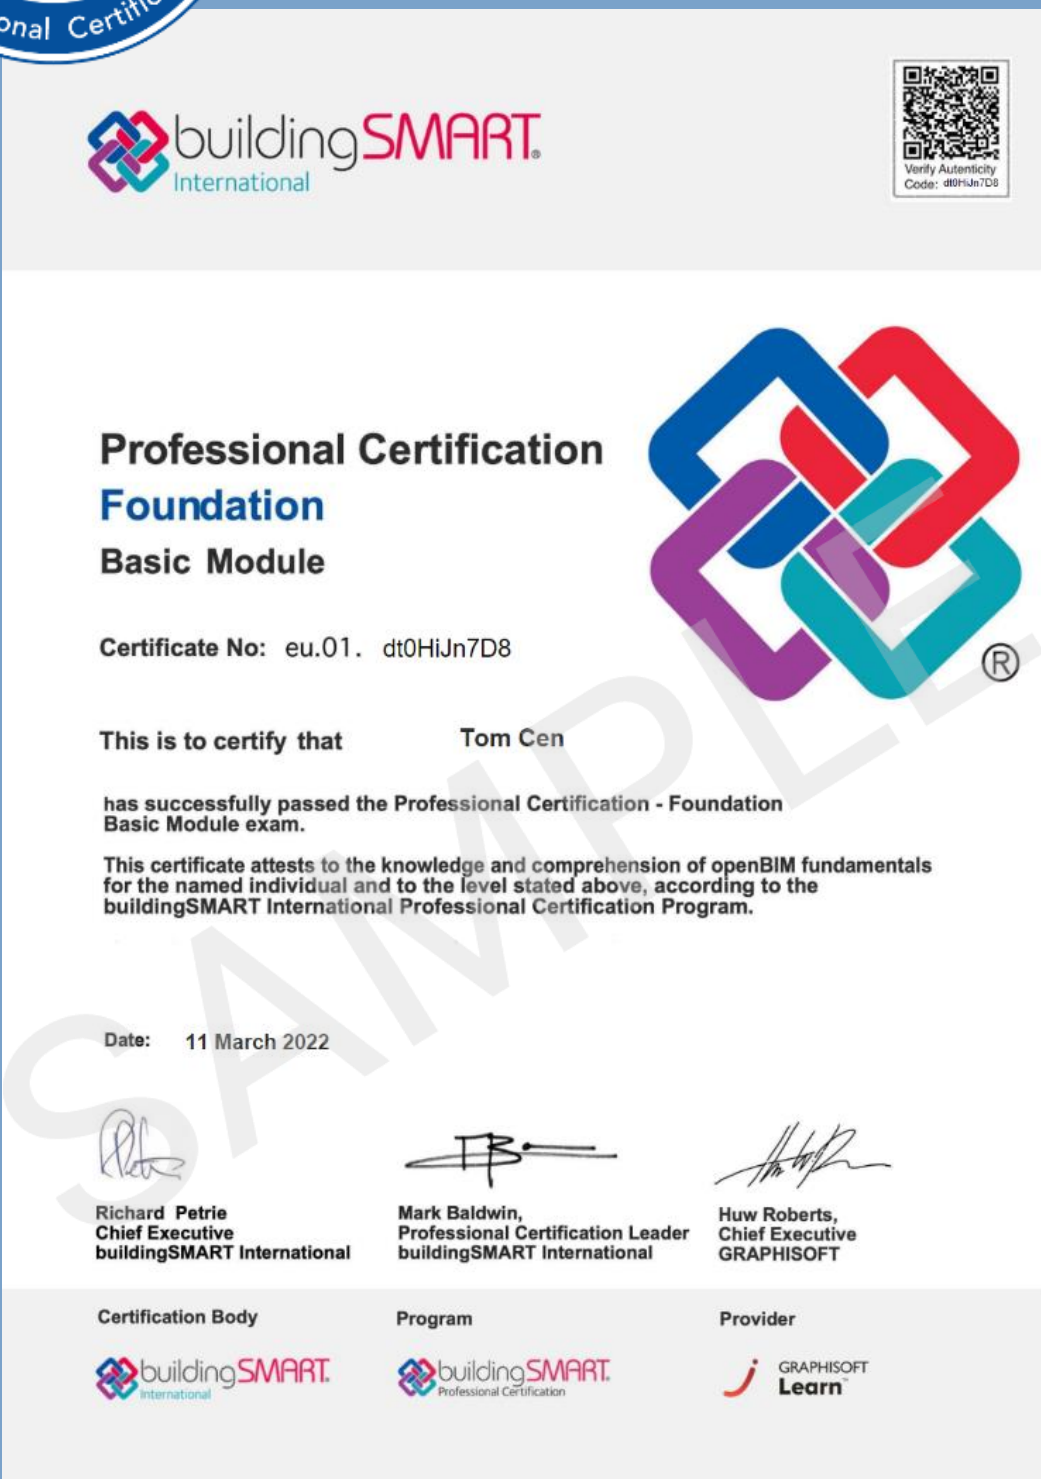 onal Certific
buildingSMART®
International
Verify Authenticity
Code: dt0HiJn7D8
Professional Certification
Foundation
Basic Module
®
Certificate No: eu.01. dt0HiJn7D8
This is to certify that Tom Cen
has successfully passed the Professional Certification - Foundation
Basic Module exam.
This certificate attests to the knowledge and comprehension of openBIM fundamentals
for the named individual and to the level stated above, according to the
buildingSMART International Professional Certification Program.
SAMPLE
Date: 11 March 2022
Richard Petrie
Chief Executive
buildingSMART International
Mark Baldwin,
Professional Certification Leader
buildingSMART International
Huw Roberts,
Chief Executive
GRAPHISOFT
Certification Body
Program
Provider
buildingSMART.
International
buildingSMART.
Professional Certification
GRAPHISOFT
Learn™